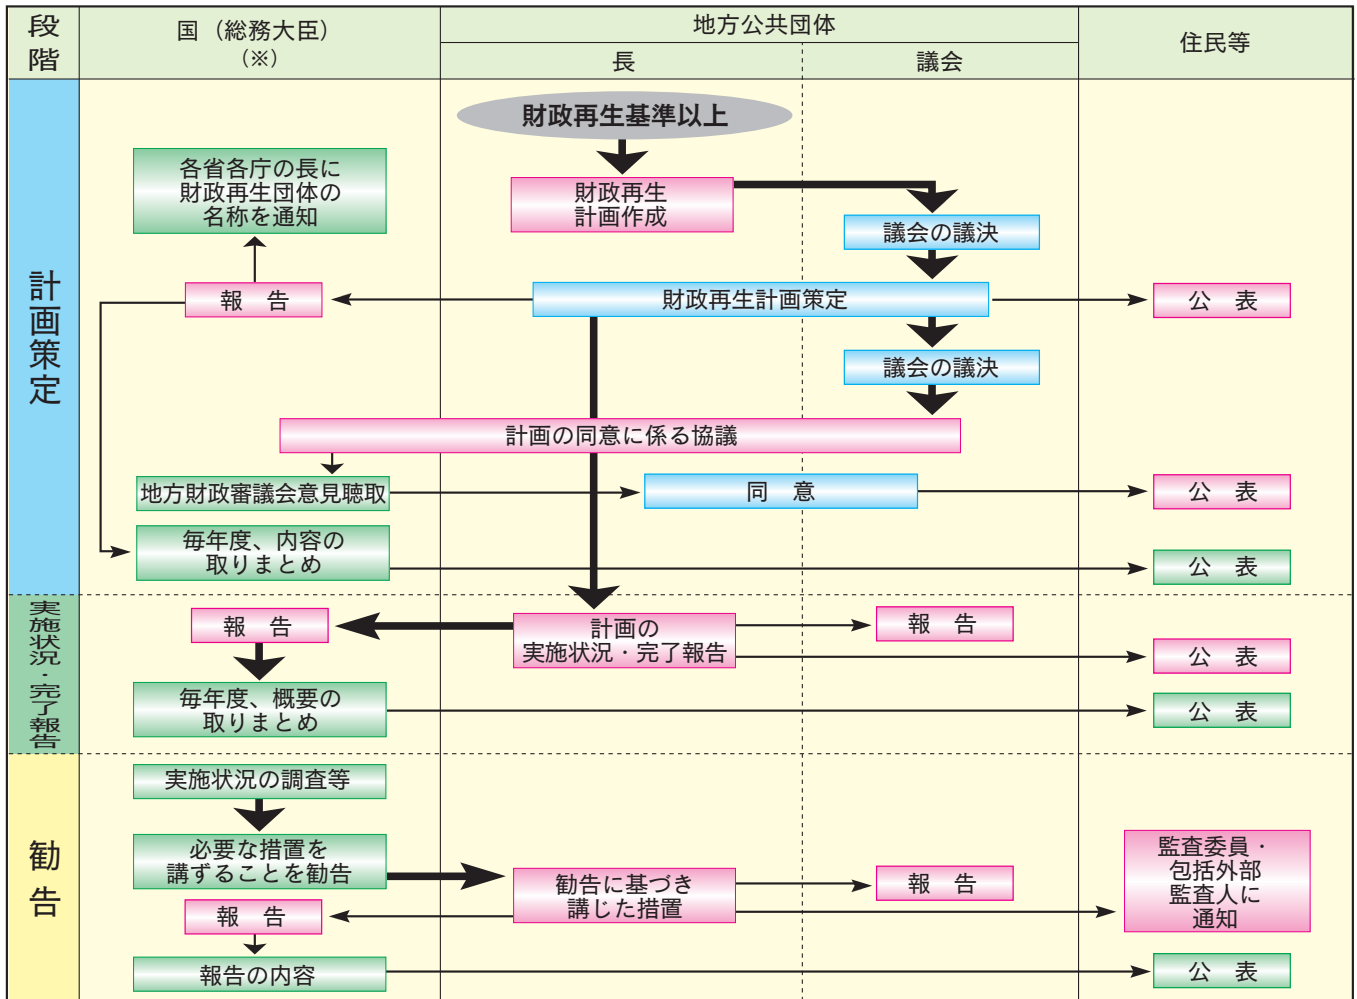 段
階
国（総務大臣）
（※）
地方公共団体
長
議会
住民等
計画策定
財政再生基準以上
各省各庁の長に
財政再生団体の
名称を通知
財政再生
計画作成
議会の議決
報　告
財政再生計画策定
公　表
議会の議決
計画の同意に係る協議
地方財政審議会意見聴取
同　意
公　表
毎年度、内容の
取りまとめ
公　表
実施状況・完了報告
報　告
計画の
実施状況・完了報告
報　告
公　表
毎年度、概要の
取りまとめ
公　表
勧告
実施状況の調査等
必要な措置を
講ずることを勧告
勧告に基づき
講じた措置
報　告
監査委員・
包括外部
監査人に
通知
報　告
報告の内容
公　表